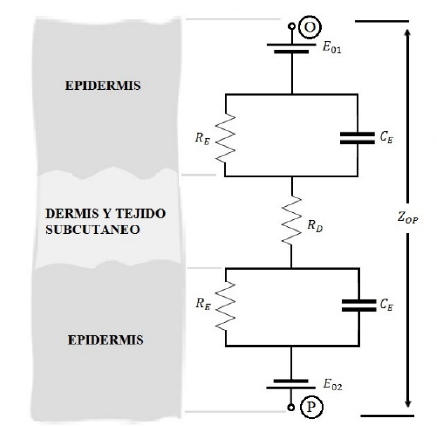 O
E01
EPIDERMIS
RE
CE
DERMIS Y TEJIDO
SUBCUTANEO
RD
ZOP
RE
CE
EPIDERMIS
E02
P